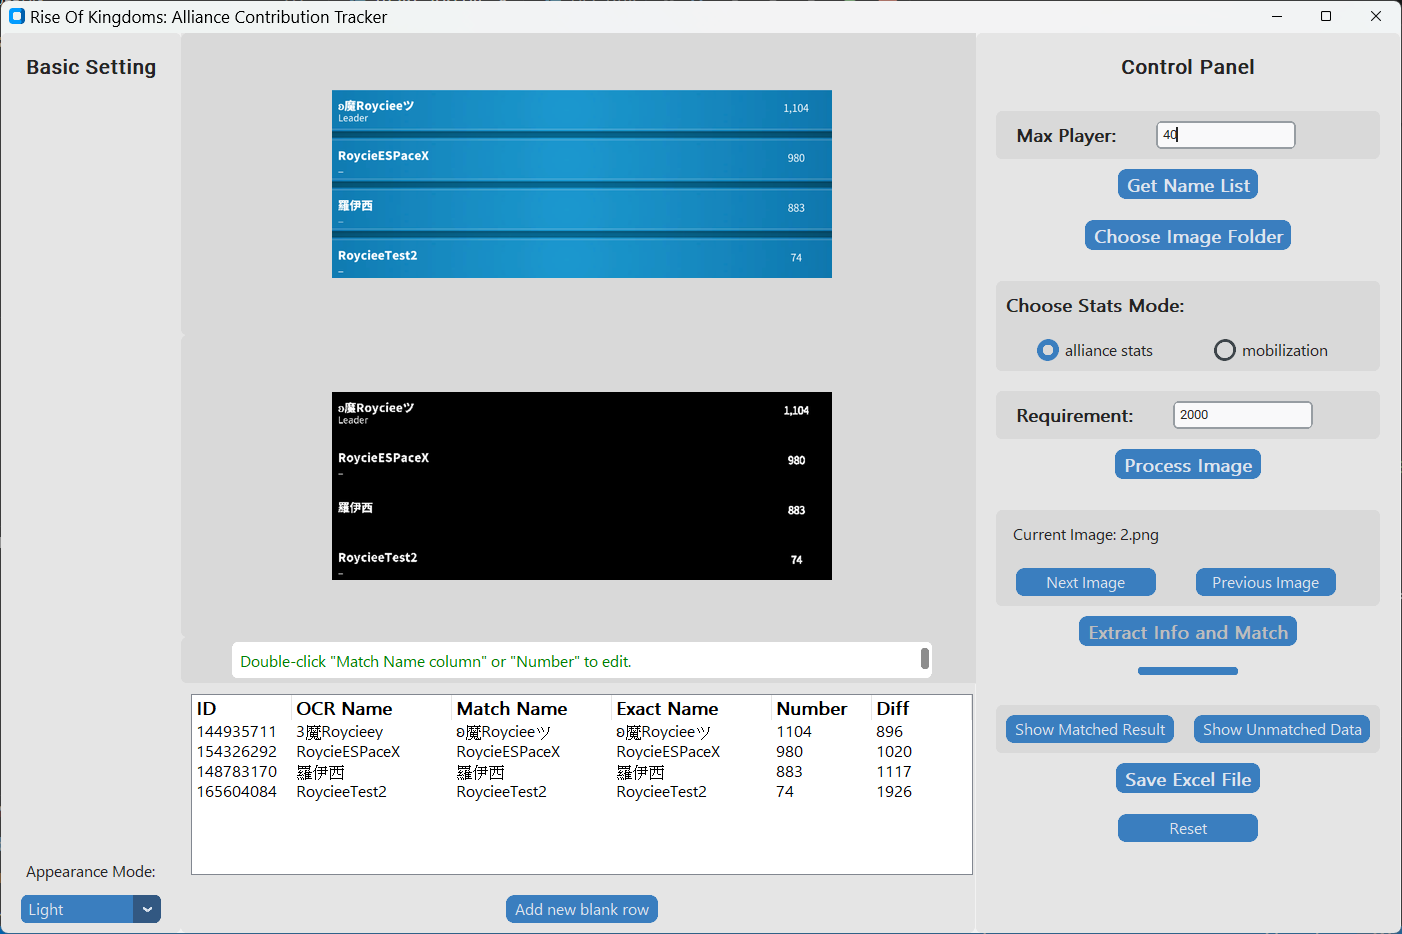 Rise Of Kingdoms: Alliance Contribution Tracker
Basic Setting
Appearance Mode:
Light
ʚ魔Roycieeツ 1,104
Leader
RoycieESPaceX 980
–
羅伊西 883
–
RoycieeTest2 74
–
ʚ魔Roycieeツ 1,104
Leader
RoycieESPaceX 980
–
羅伊西 883
RoycieeTest2 74
–
Double-click "Match Name column" or "Number" to edit.
ID OCR Name Match Name Exact Name Number Diff
144935711 3魔Roycieey ʚ魔Roycieeツ ʚ魔Roycieeツ 1104 896
154326292 RoycieESPaceX RoycieESPaceX RoycieESPaceX 980 1020
148783170 羅伊西 羅伊西 羅伊西 883 1117
165604084 RoycieeTest2 RoycieeTest2 RoycieeTest2 74 1926
Add new blank row
Control Panel
Max Player: 40
Get Name List
Choose Image Folder
Choose Stats Mode:
alliance stats mobilization
Requirement: 2000
Process Image
Current Image: 2.png
Next Image Previous Image
Extract Info and Match
Show Matched Result Show Unmatched Data
Save Excel File
Reset